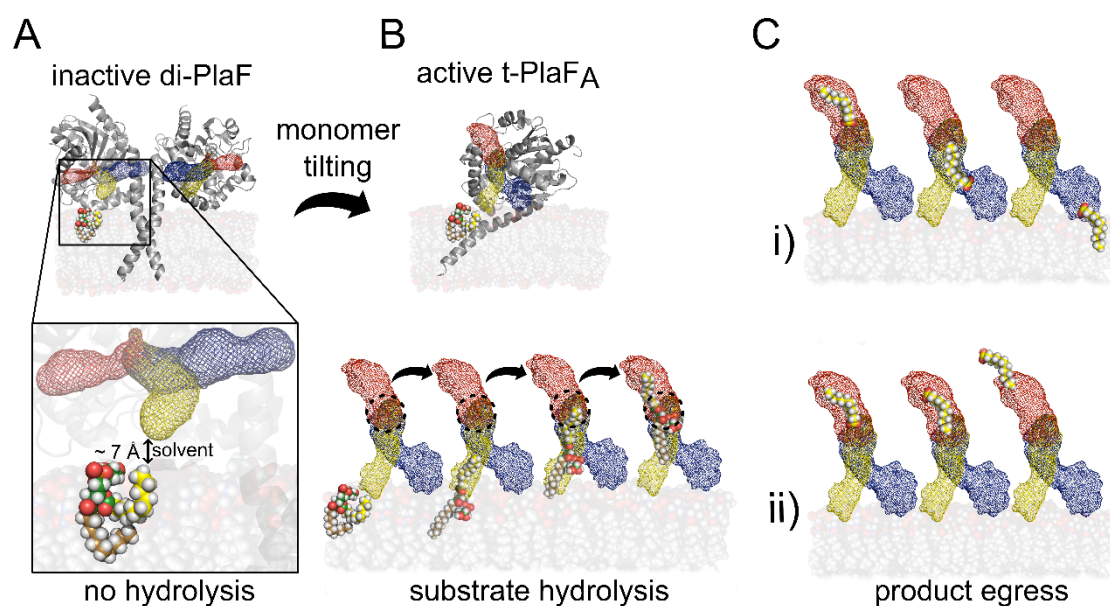 A
inactive di-PlaF
monomer
tilting
B
active t-PlaFA
C
i)
~ 7 Å
solvent
no hydrolysis
substrate hydrolysis
ii)
product egress